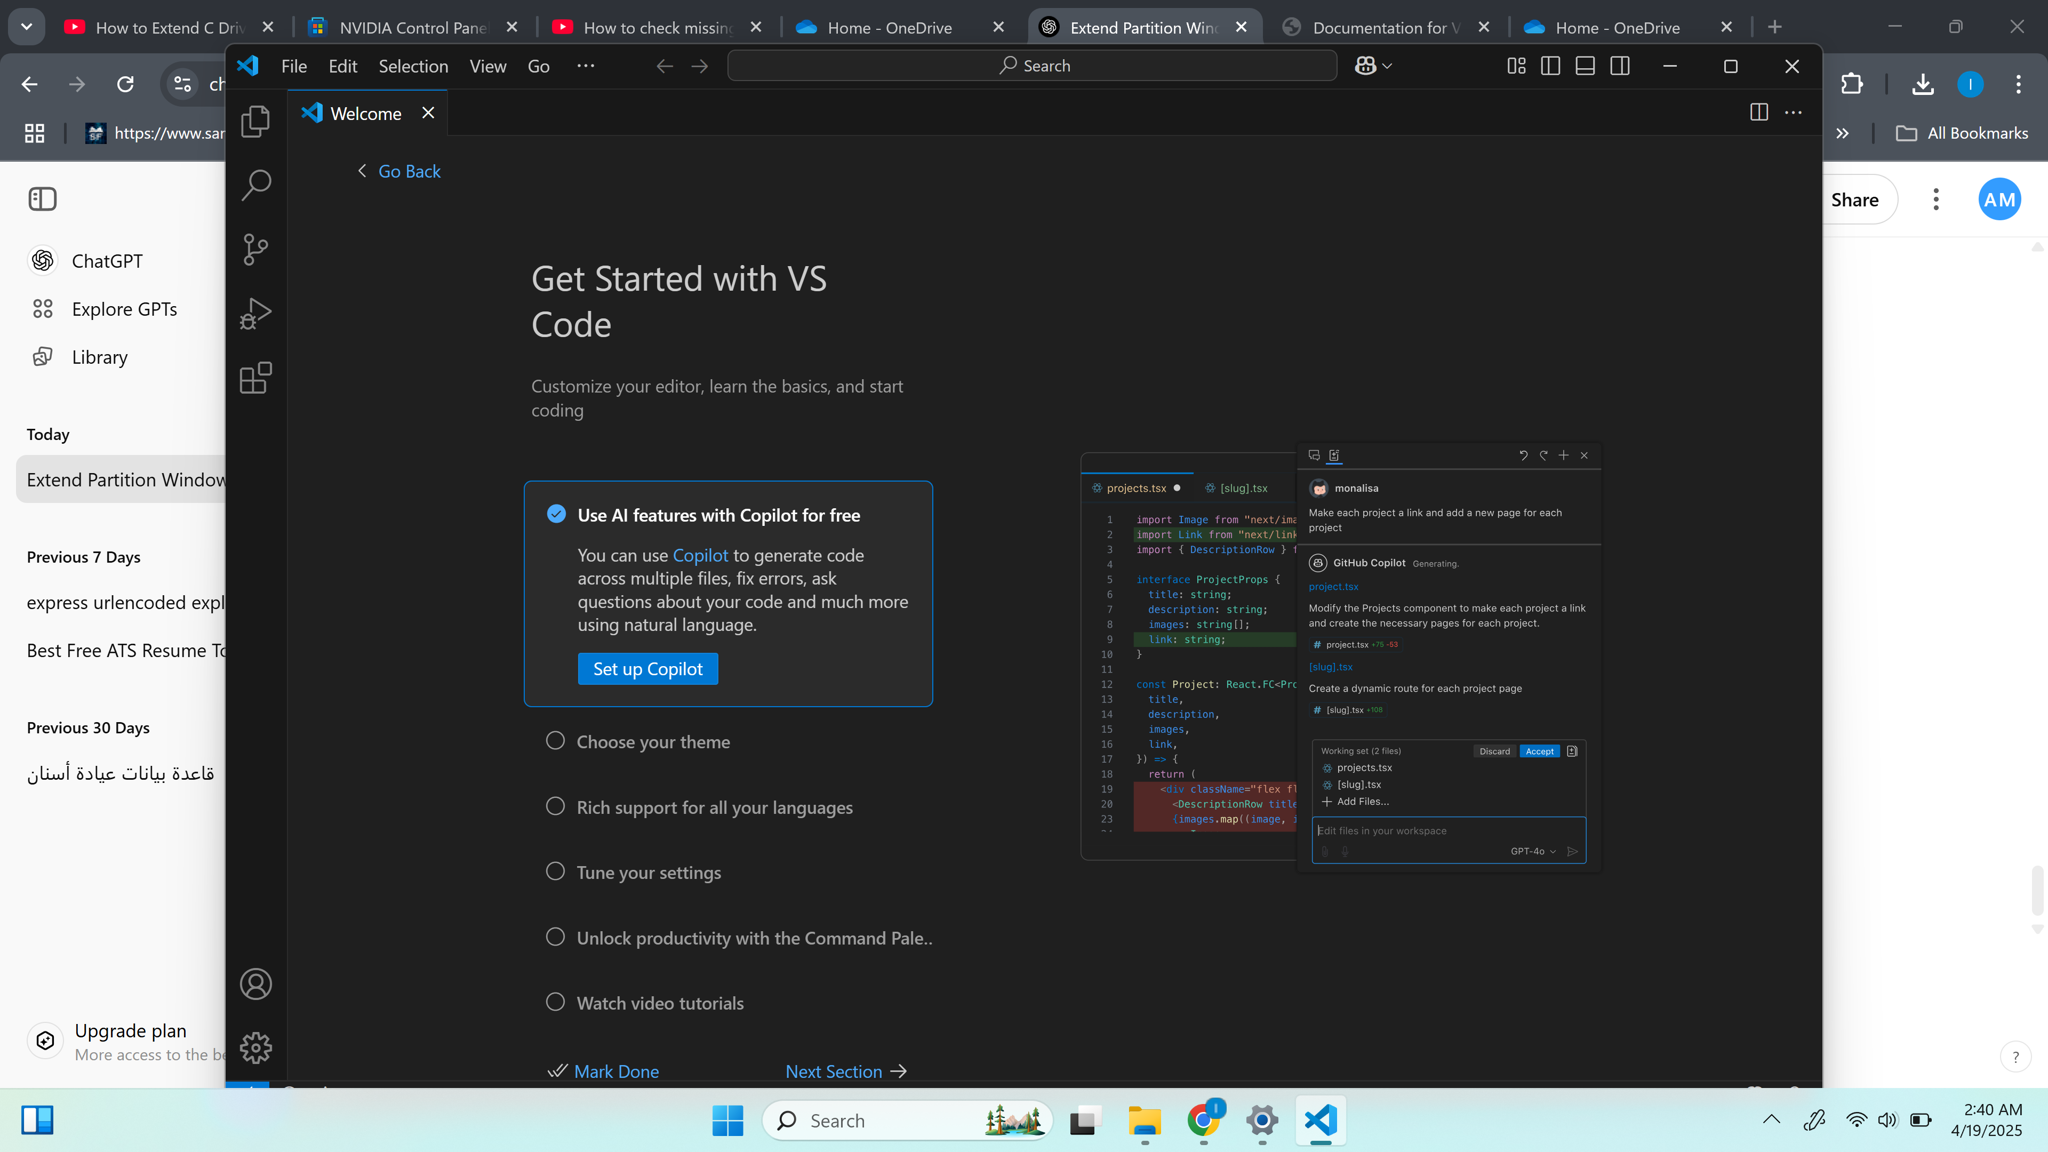 How to Extend C Dri
NVIDIA Control Pane
How to check missing
Home - OneDrive
Extend Partition Win
Documentation for V
Home - OneDrive
https://www.sar
All Bookmarks
File Edit Selection View Go
Search
Welcome
Go Back
Share
AM
ChatGPT
Explore GPTs
Library
Today
Extend Partition Window
Previous 7 Days
express urlencoded expl
Best Free ATS Resume To
Previous 30 Days
قاعدة بيانات عيادة أسنان
Upgrade plan
More access to the be
Get Started with VS
Code
Customize your editor, learn the basics, and start
coding
Use AI features with Copilot for free
You can use Copilot to generate code
across multiple files, fix errors, ask
questions about your code and much more
using natural language.
Set up Copilot
Choose your theme
Rich support for all your languages
Tune your settings
Unlock productivity with the Command Pale..
Watch video tutorials
Mark Done
Next Section
projects.tsx
[slug].tsx
1 import Image from "next/ima
2 import Link from "next/link
3 import { DescriptionRow } f
4
5 interface ProjectProps {
6 title: string;
7 description: string;
8 images: string[];
9 link: string;
10 }
11
12 const Project: React.FC<Pro
13 title,
14 description,
15 images,
16 link,
17 }) => {
18 return (
19 <div className="flex fl
20 <DescriptionRow title
23 {images.map((image, i
monalisa
Make each project a link and add a new page for each
project
GitHub Copilot Generating.
project.tsx
Modify the Projects component to make each project a link
and create the necessary pages for each project.
# project.tsx +75 -53
[slug].tsx
Create a dynamic route for each project page
# [slug].tsx +108
Working set (2 files)
Discard
Accept
projects.tsx
[slug].tsx
Add Files...
Edit files in your workspace
GPT-4o
?
Search
2:40 AM
4/19/2025